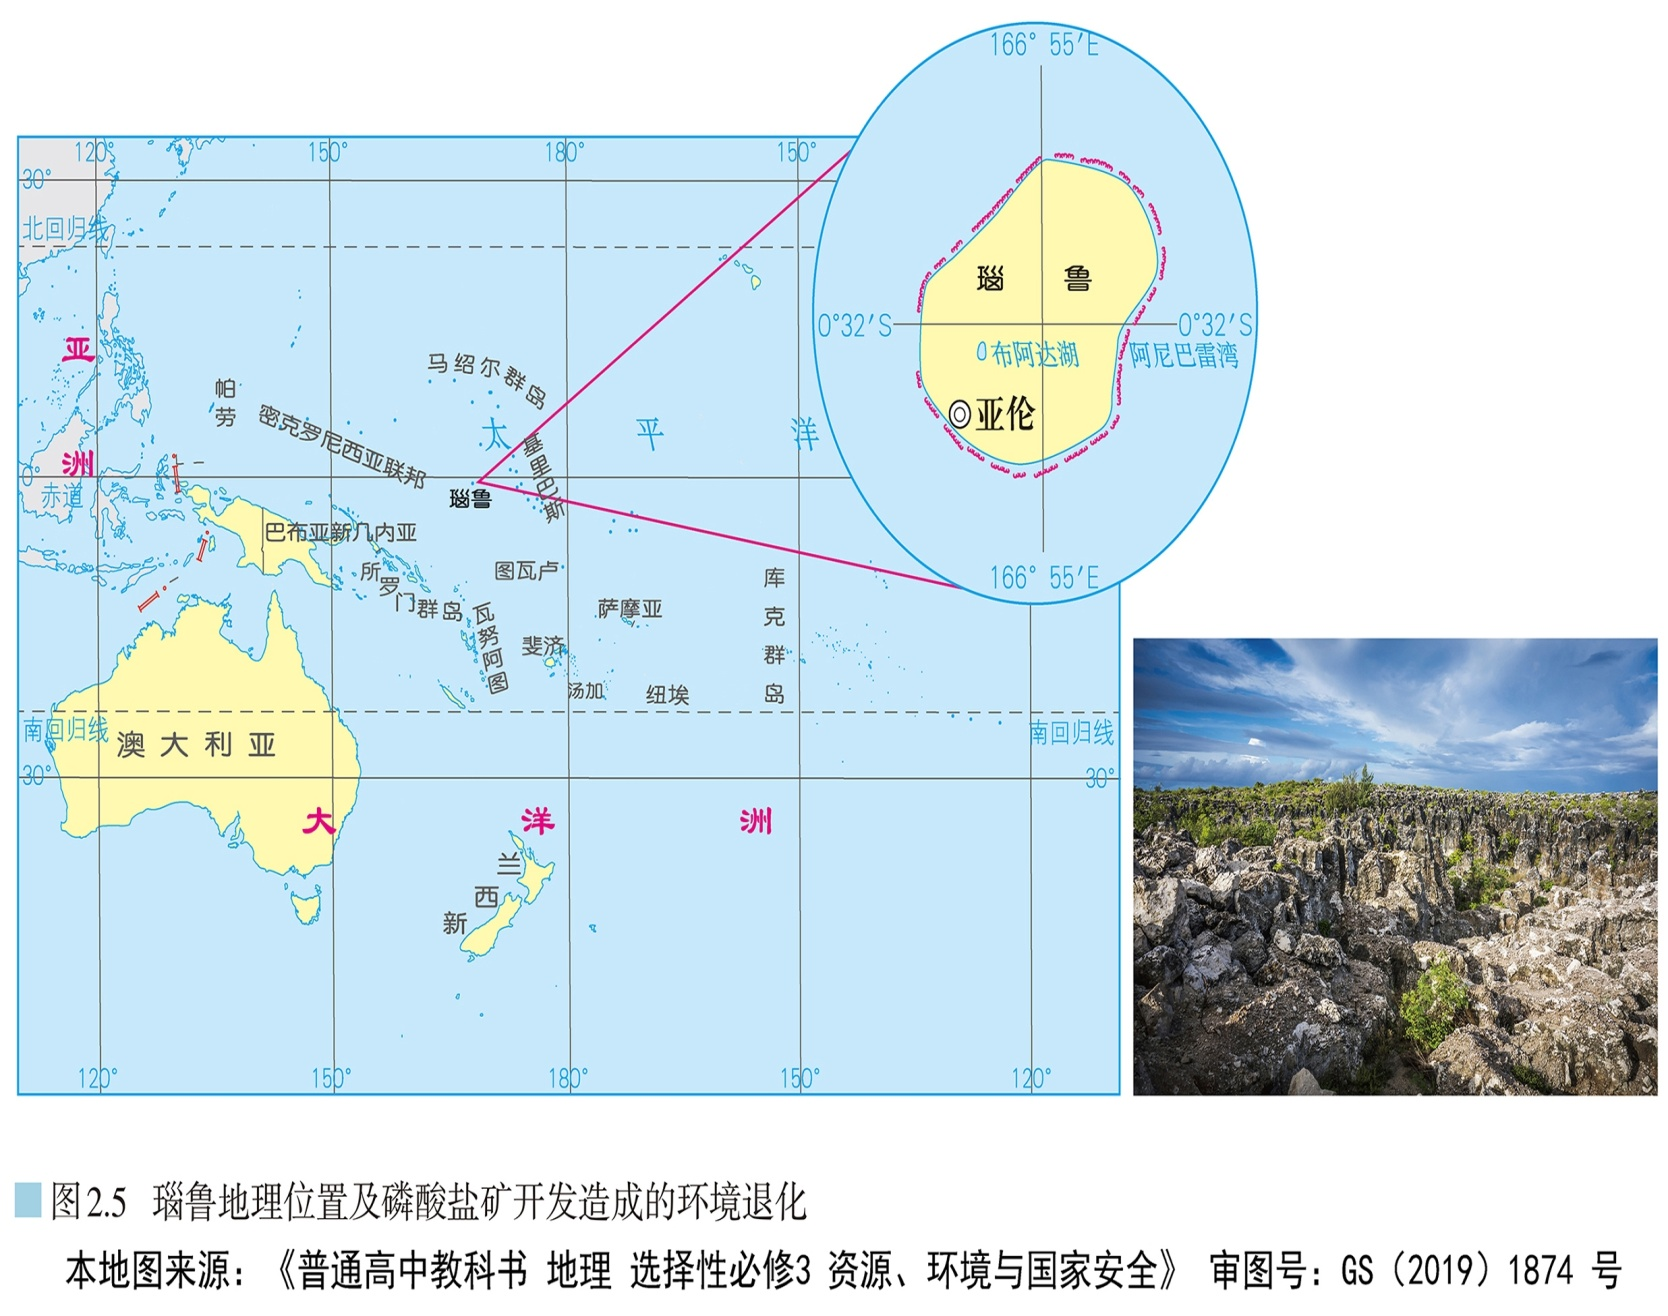 166° 55′E
120°
150°
180°
150°
30°
北回归线
瑙 鲁
0°32′S
0°32′S
布阿达湖
阿尼巴雷湾
亚伦
166° 55′E
亚洲
帕劳
马绍尔群岛
密克罗尼西亚联邦
太平洋
基里巴斯
0°
赤道
瑙鲁
巴布亚新几内亚
所罗门群岛
图瓦卢
瓦努阿图
萨摩亚
斐济
汤加
纽埃
库克群岛
南回归线
南回归线
澳大利亚
30°
30°
大洋洲
新西兰
120°
150°
180°
150°
120°
图2.5 瑙鲁地理位置及磷酸盐矿开发造成的环境退化
本地图来源：《普通高中教科书 地理 选择性必修3 资源、环境与国家安全》 审图号：GS（2019）1874 号